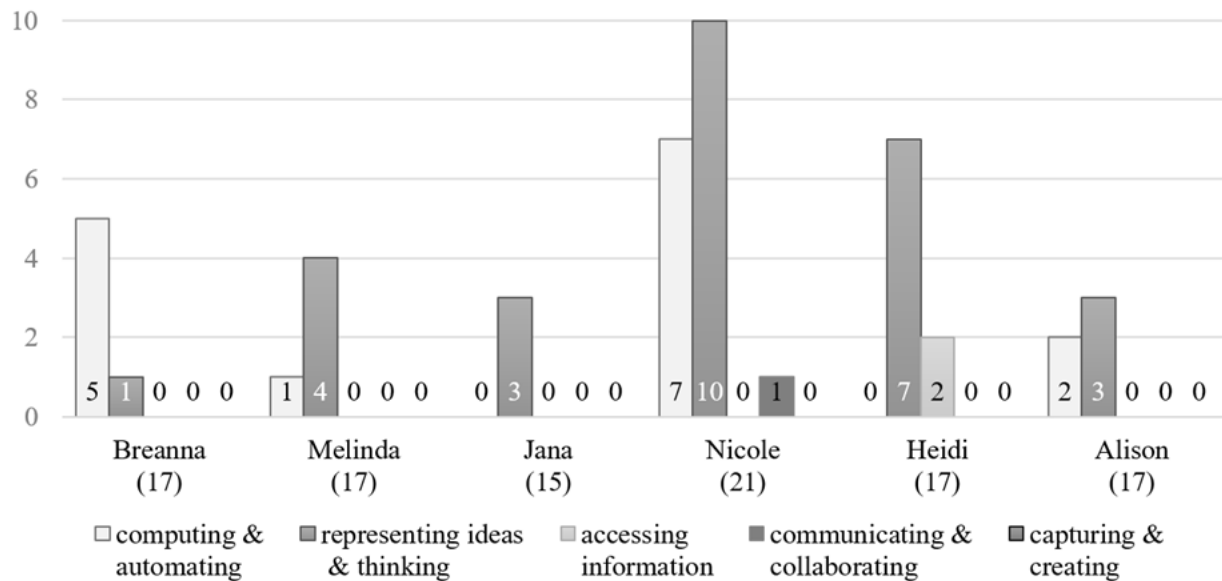 10
8
6
4
2
0
5 1 0 0 0 1 4 0 0 0 0 3 0 0 0 7 10 0 1 0 0 7 2 0 0 2 3 0 0 0
Breanna Melinda Jana Nicole Heidi Alison
(17) (17) (15) (21) (17) (17)
computing & representing ideas accessing communicating & capturing &
automating & thinking information collaborating creating